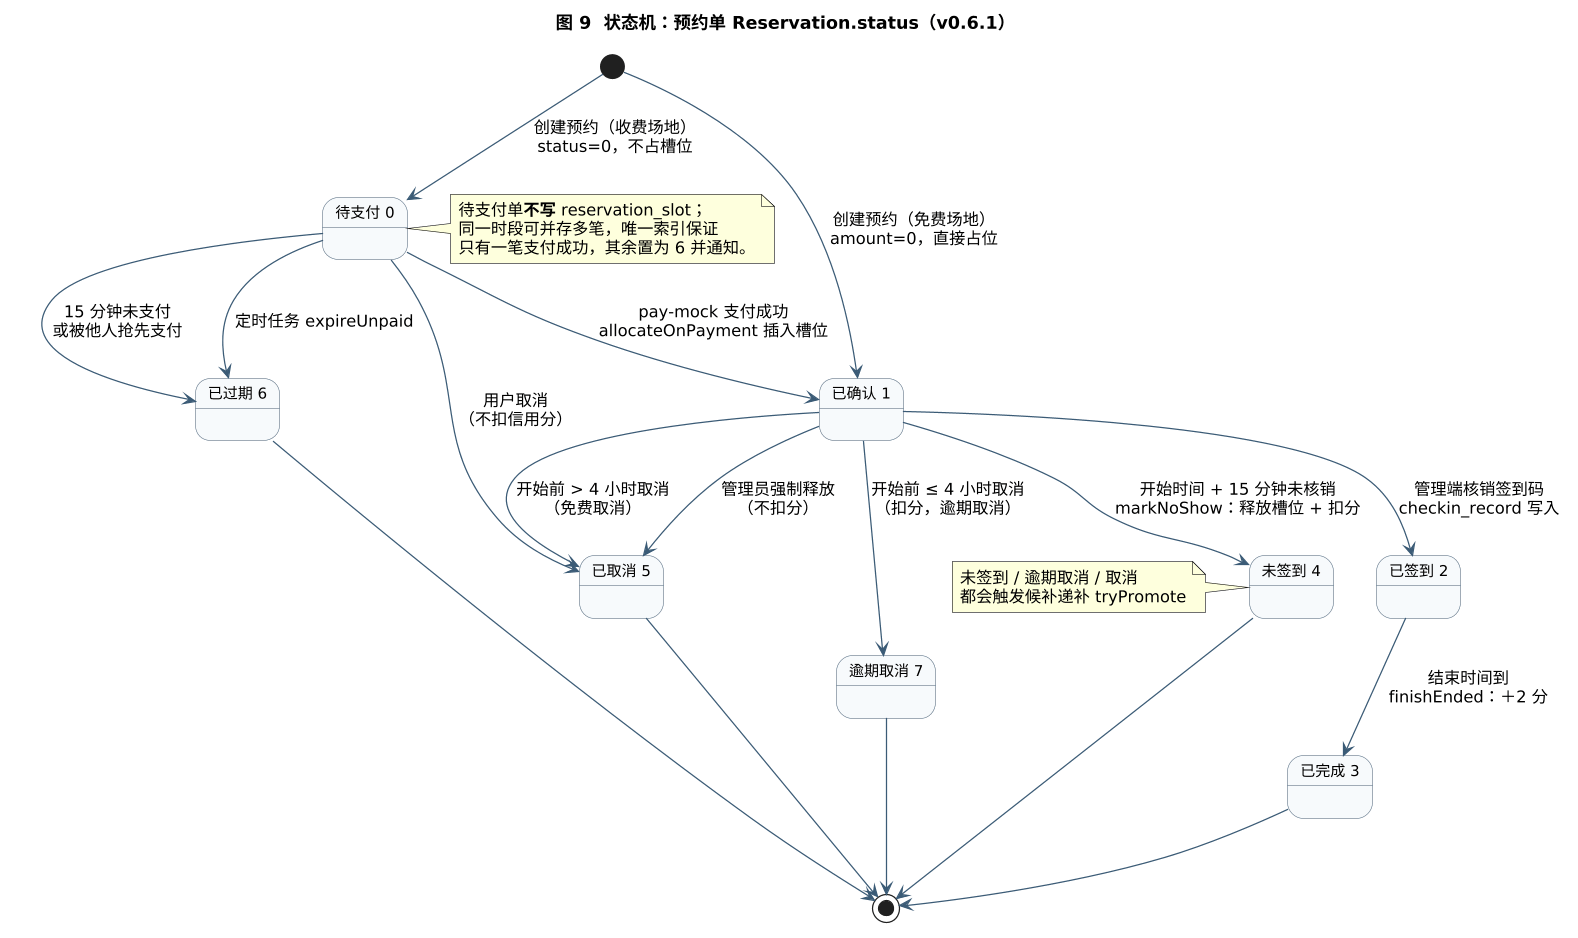 图 9  状态机：预约单 Reservation.status（v0.6.1）
创建预约（收费场地）
status=0，不占槽位
待支付 0
待支付单不写 reservation_slot；
同一时段可并存多笔，唯一索引保证
只有一笔支付成功，其余置为 6 并通知。
创建预约（免费场地）
amount=0，直接占位
15 分钟未支付
或被他人抢先支付
定时任务 expireUnpaid
pay-mock 支付成功
allocateOnPayment 插入槽位
已过期 6
用户取消
（不扣信用分）
已确认 1
开始前 > 4 小时取消
（免费取消）
管理员强制释放
（不扣分）
开始前 ≤ 4 小时取消
（扣分，逾期取消）
开始时间 + 15 分钟未核销
markNoShow：释放槽位 + 扣分
管理端核销签到码
checkin_record 写入
已取消 5
未签到 / 逾期取消 / 取消
都会触发候补递补 tryPromote
未签到 4
已签到 2
逾期取消 7
结束时间到
finishEnded：＋2 分
已完成 3